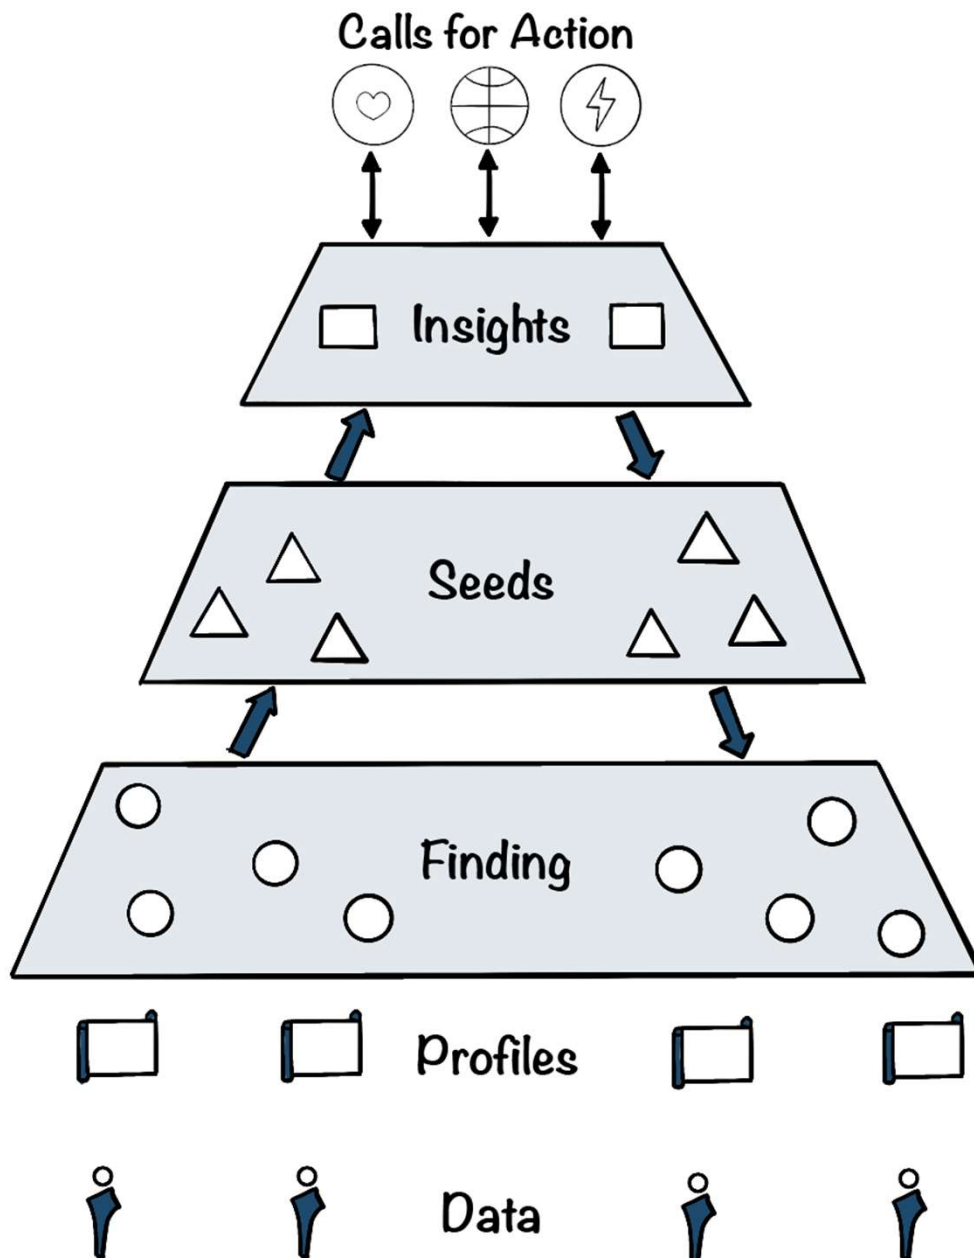 Calls for Action
Insights
Seeds
Finding
Profiles
Data